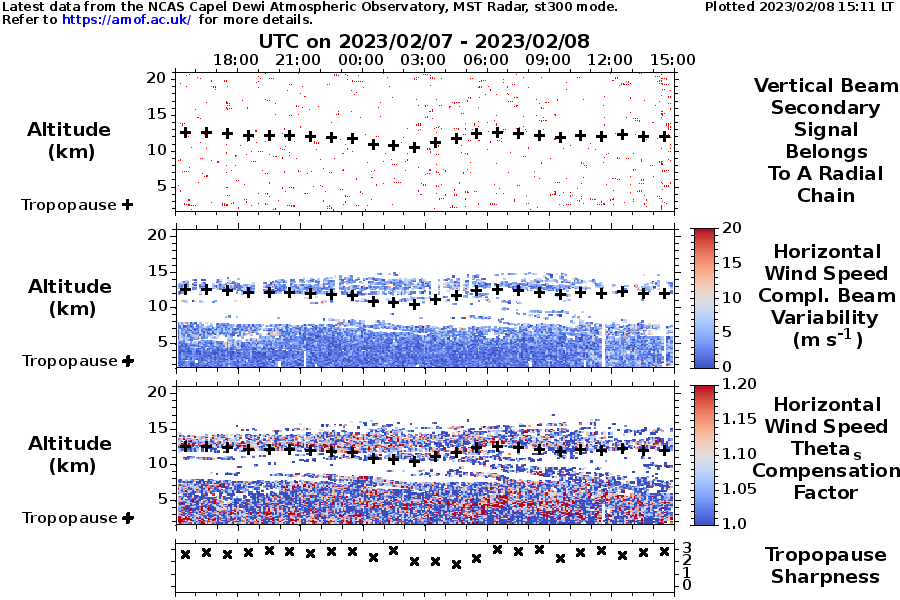 Latest data from the NCAS Capel Dewi Atmospheric Observatory, MST Radar, st300 mode.
Plotted 2023/02/08 15:11 LT
Refer to https://amof.ac.uk/ for more details.
UTC on 2023/02/07 - 2023/02/08
18:00 21:00 00:00 03:00 06:00 09:00 12:00 15:00
20
15
10
5
Altitude
(km)
Tropopause +
Vertical Beam
Secondary
Signal
Belongs
To A Radial
Chain
20
15
10
5
Altitude
(km)
Tropopause +
20
15
10
5
0
Horizontal
Wind Speed
Compl. Beam
Variability
(m s-1)
20
15
10
5
Altitude
(km)
Tropopause +
1.20
1.15
1.10
1.05
1.0
Horizontal
Wind Speed
Theta s
Compensation
Factor
3
2
1
0
Tropopause
Sharpness